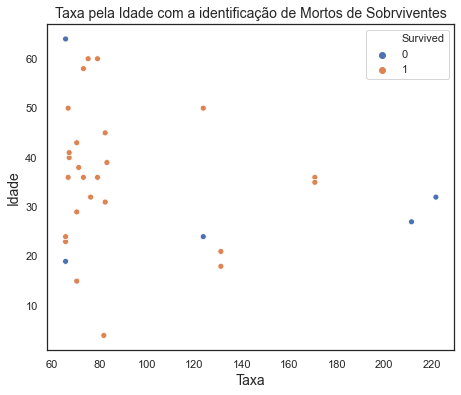 Taxa pela Idade com a identificação de Mortos de Sobrviventes
Survived
0
1
60
50
40
30
20
10
Idade
60 80 100 120 140 160 180 200 220
Taxa